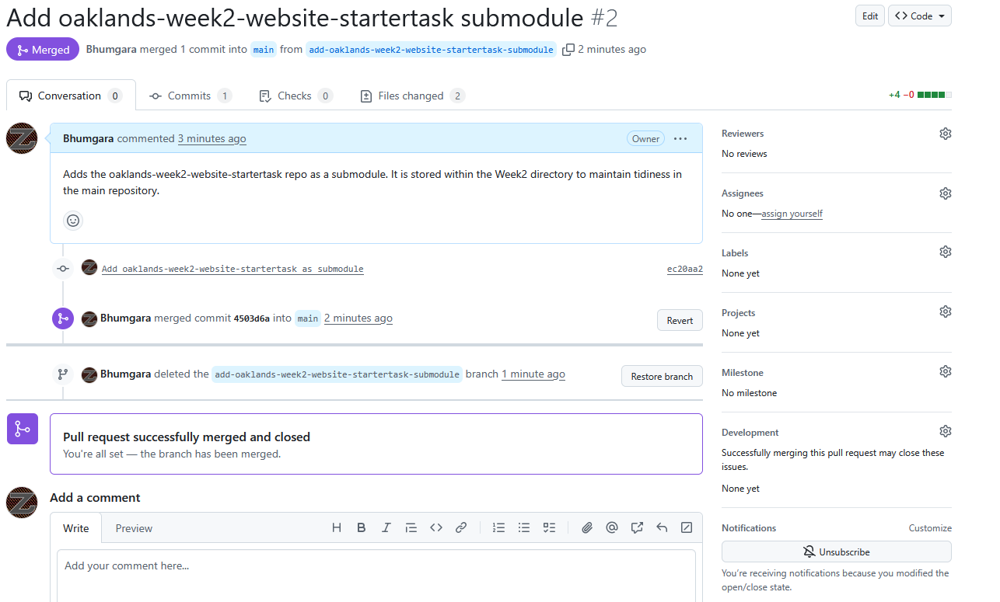 Add oaklands-week2-website-startertask submodule #2
Edit
Code
Merged
Bhumgara merged 1 commit into main from add-oaklands-week2-website-startertask-submodule 2 minutes ago
Conversation 0
Commits 1
Checks 0
Files changed 2
+4 −0
Bhumgara commented 3 minutes ago
Owner
Adds the oaklands-week2-website-startertask repo as a submodule. It is stored within the Week2 directory to maintain tidiness in
the main repository.
Add oaklands-week2-website-startertask as submodule
ec20aa2
Bhumgara merged commit 4503d6a into main 2 minutes ago
Revert
Bhumgara deleted the add-oaklands-week2-website-startertask-submodule branch 1 minute ago
Restore branch
Pull request successfully merged and closed
You're all set — the branch has been merged.
Add a comment
Write
Preview
Add your comment here...
Reviewers
No reviews
Assignees
No one—assign yourself
Labels
None yet
Projects
None yet
Milestone
No milestone
Development
Successfully merging this pull request may close these
issues.
None yet
Notifications
Customize
Unsubscribe
You're receiving notifications because you modified the
open/close state.